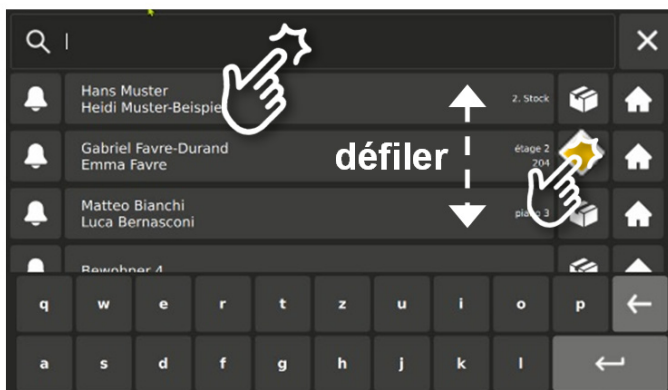 Hans Muster
Heidi Muster-Beispie
2. Stock
Gabriel Favre-Durand
Emma Favre
étage 2
204
défiler
Matteo Bianchi
Luca Bernasconi
piano 3
Bewohner 4
q w e r t z u i o p
a s d f g h j k l